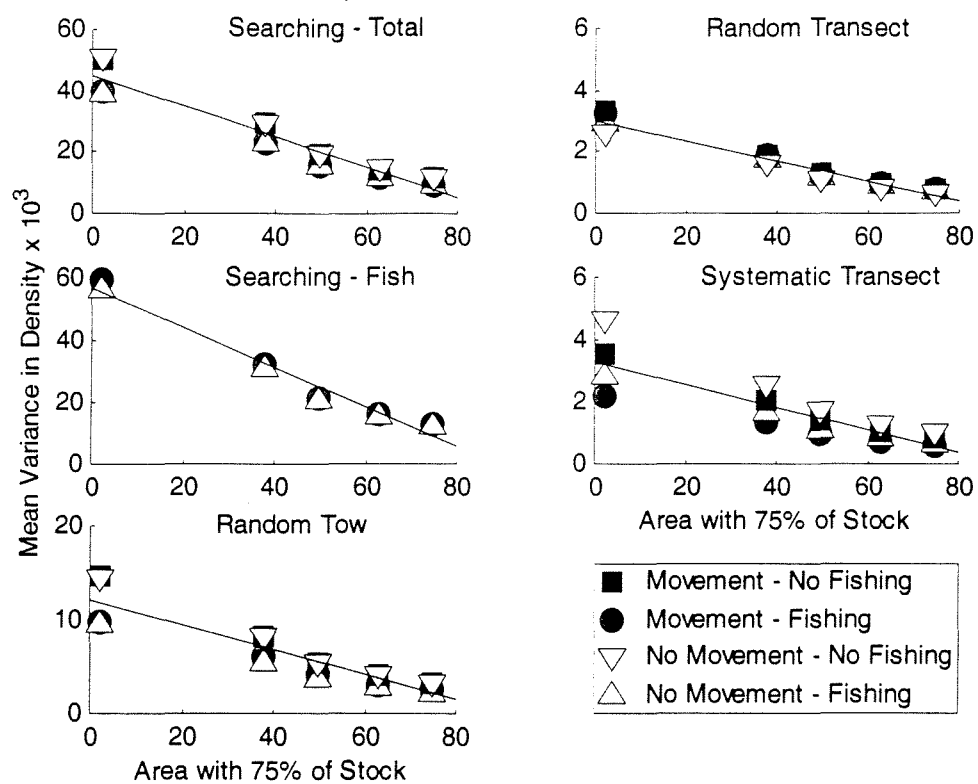 Mean Variance in Density x 10³
Searching - Total
60
40
20
0
0 20 40 60 80
Random Transect
6
4
2
0
0 20 40 60 80
Searching - Fish
60
40
20
0
0 20 40 60 80
Systematic Transect
6
4
2
0
0 20 40 60 80
Area with 75% of Stock
Random Tow
20
10
0
0 20 40 60 80
Area with 75% of Stock
Movement - No Fishing
Movement - Fishing
No Movement - No Fishing
No Movement - Fishing